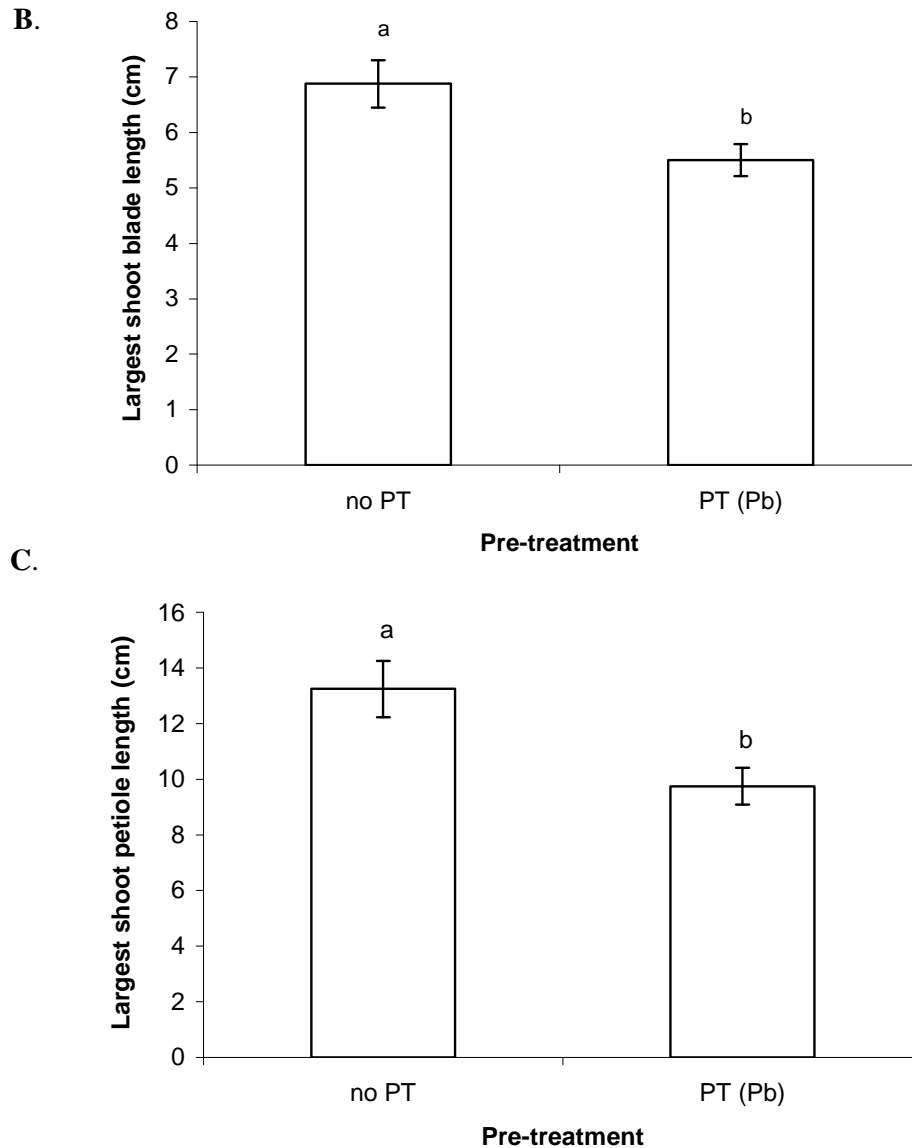 B.
Largest shoot blade length (cm)
8
7
6
5
4
3
2
1
0
a
b
no PT PT (Pb)
Pre-treatment
C.
Largest shoot petiole length (cm)
16
14
12
10
8
6
4
2
0
a
b
no PT PT (Pb)
Pre-treatment